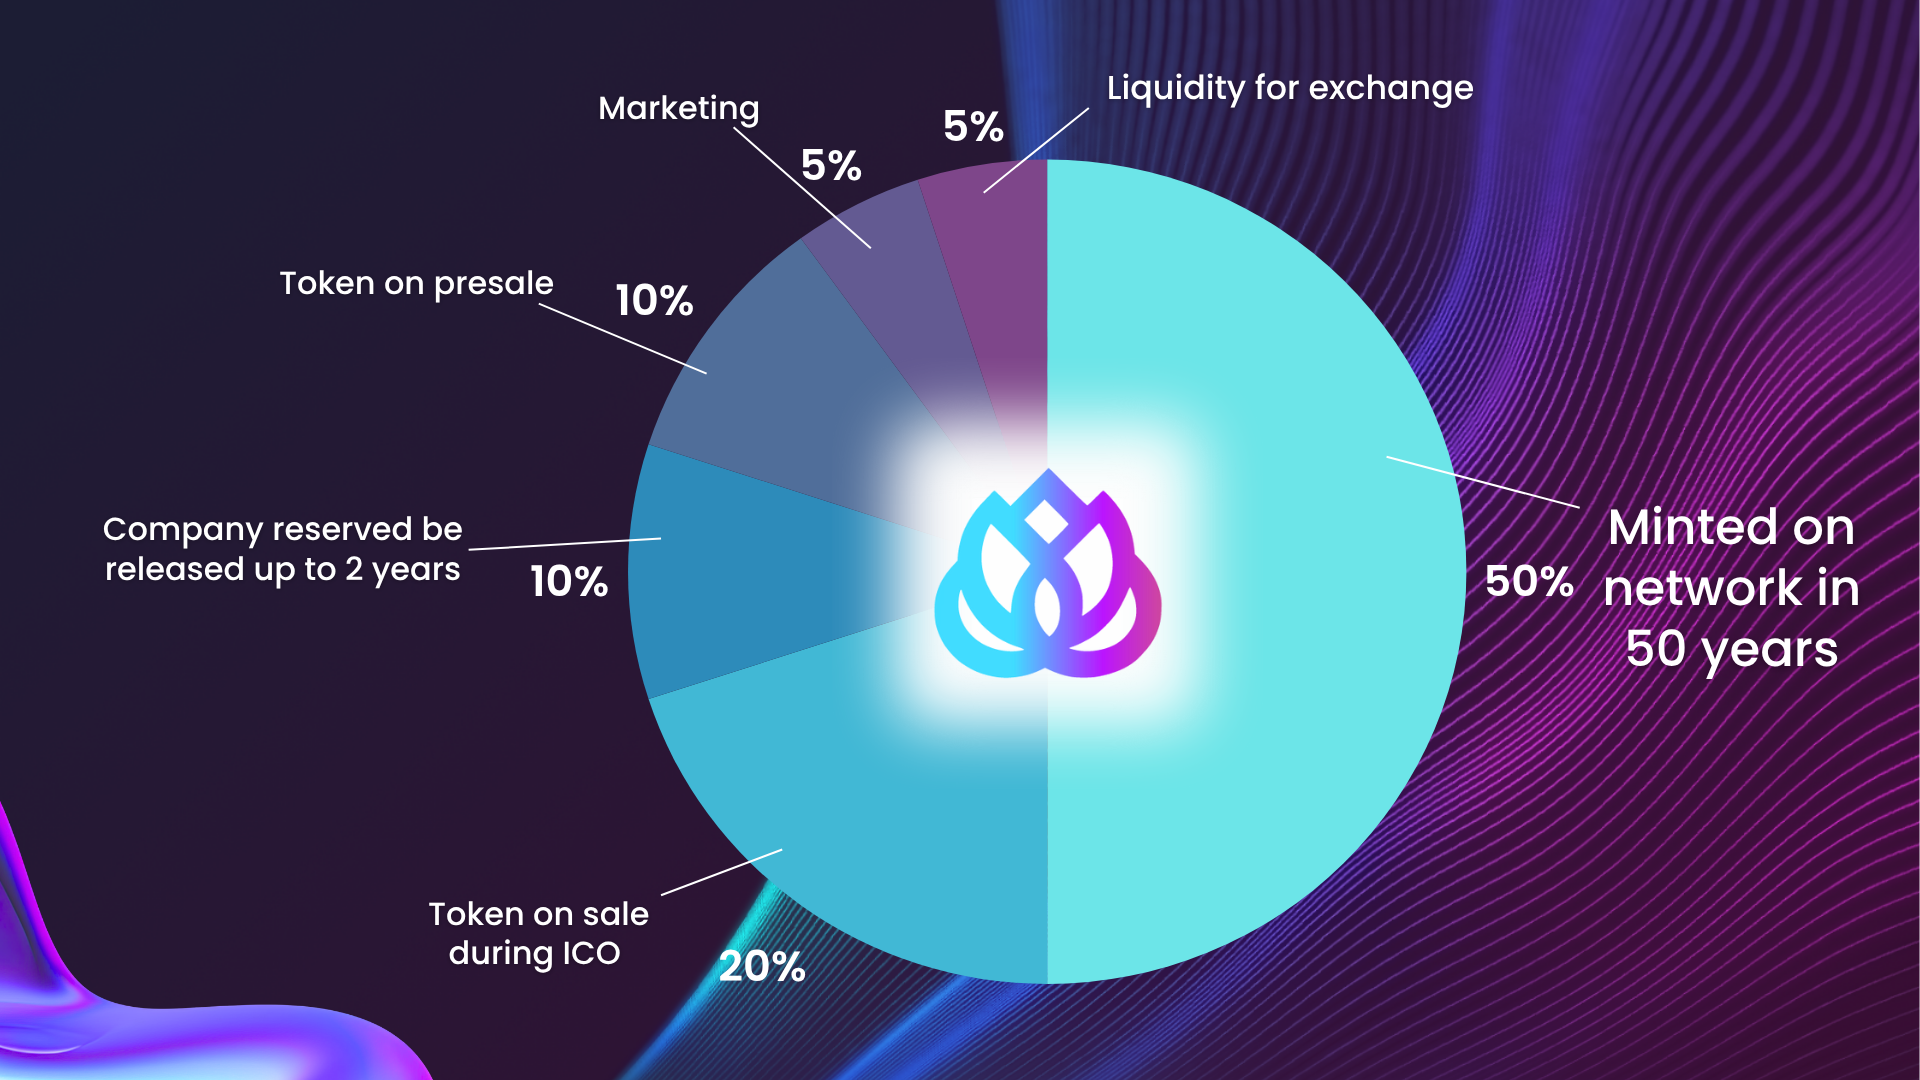 Liquidity for exchange
5%
Marketing
5%
Token on presale
10%
Company reserved be
released up to 2 years
10%
Minted on
network in
50 years
50%
Token on sale
during ICO
20%